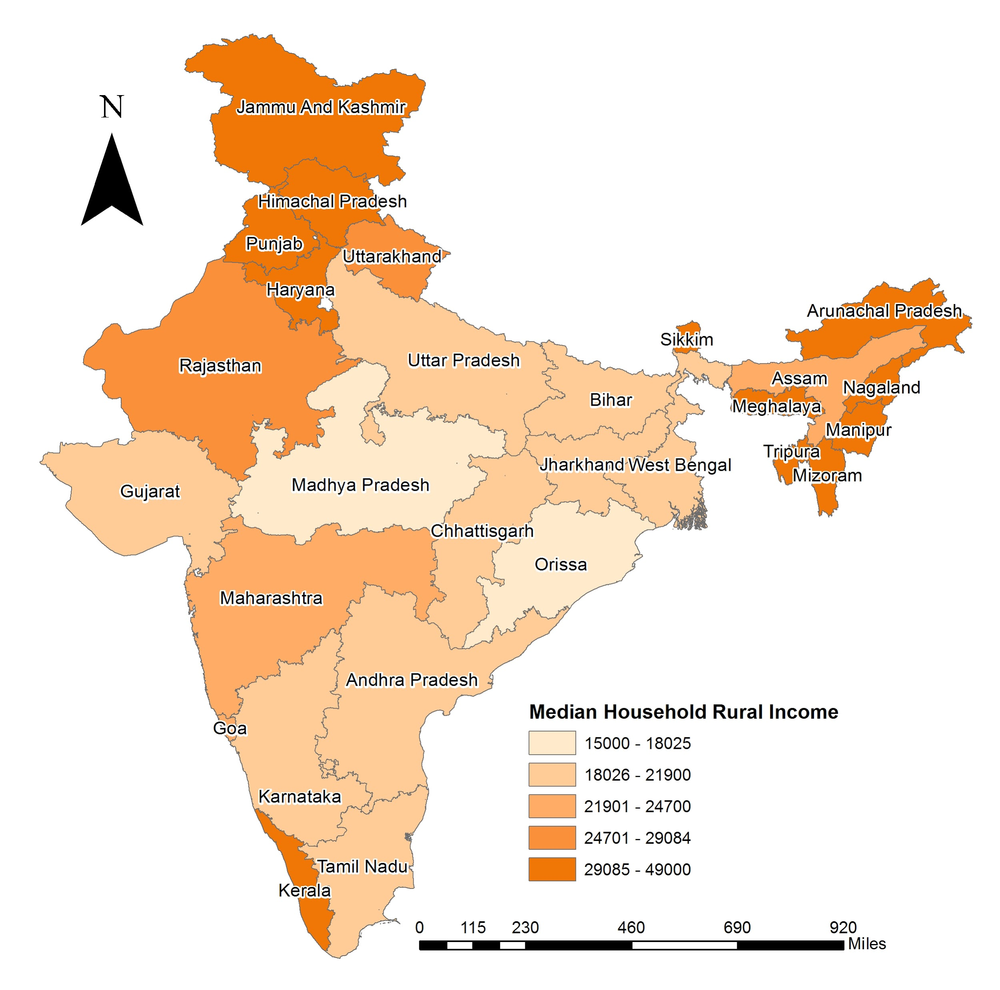 N
Jammu And Kashmir
Himachal Pradesh
Punjab
Uttarakhand
Haryana
Arunachal Pradesh
Sikkim
Uttar Pradesh
Rajasthan
Assam
Nagaland
Bihar
Meghalaya
Manipur
Tripura
Jharkhand West Bengal
Mizoram
Madhya Pradesh
Gujarat
Chhattisgarh
Orissa
Maharashtra
Andhra Pradesh
Goa
Karnataka
Tamil Nadu
Kerala
Median Household Rural Income
15000 - 18025
18026 - 21900
21901 - 24700
24701 - 29084
29085 - 49000
0 115 230 460 690 920
Miles